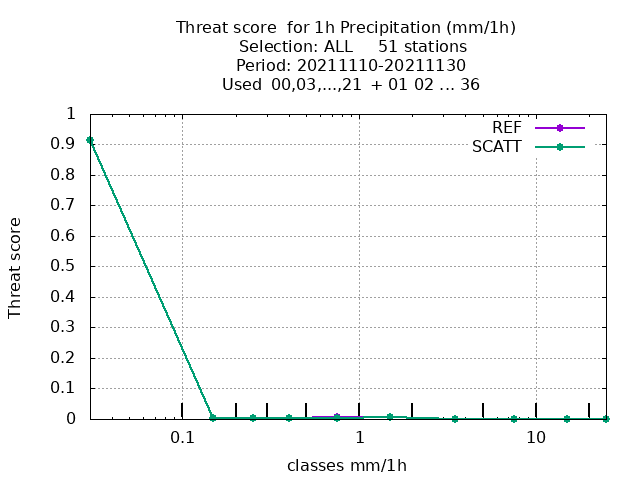 Threat score  for 1h Precipitation (mm/1h)
Selection: ALL     51 stations
Period: 20211110-20211130
Used  00,03,...,21  + 01 02 ... 36
REF
SCATT
1
0.9
0.8
0.7
0.6
0.5
0.4
0.3
0.2
0.1
0
Threat score
0.1
1
10
classes mm/1h